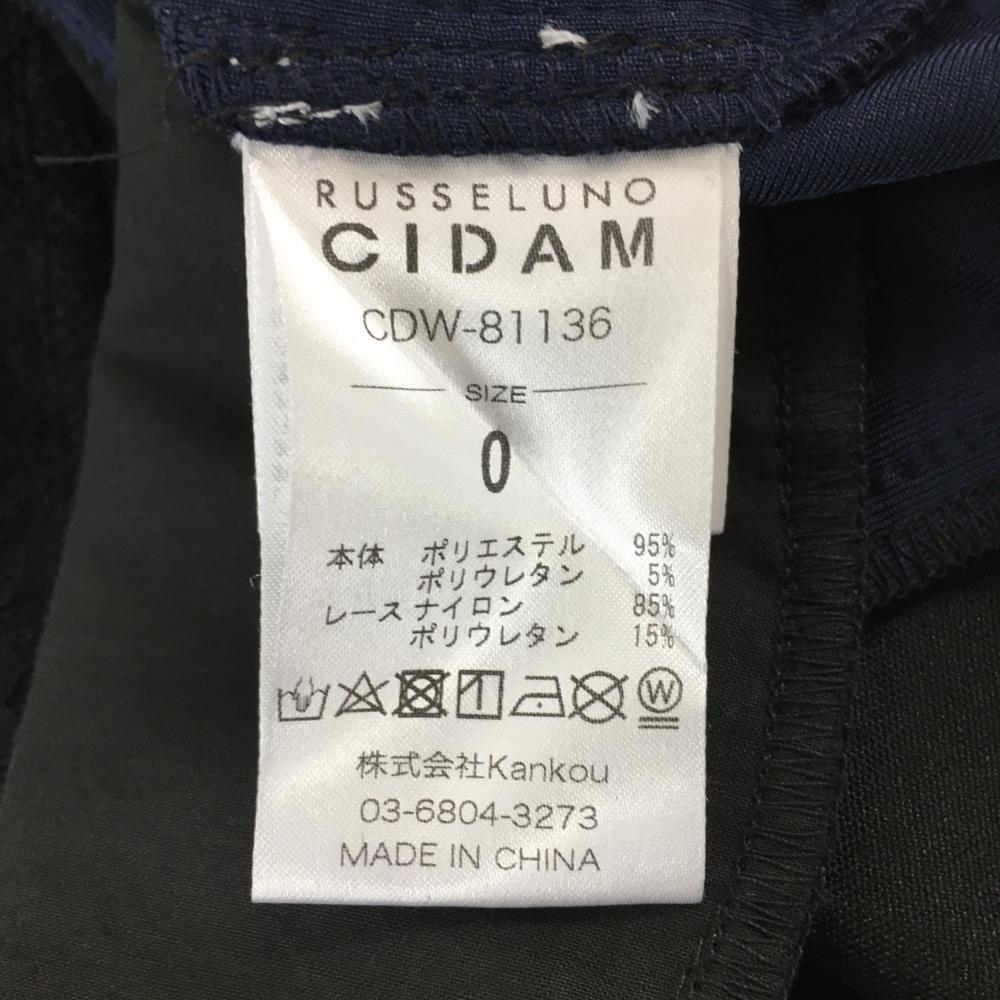 RUSSELUNO
CIDAM
CDW-81136
SIZE
0
本体 ポリエステル 95%
ポリウレタン 5%
レース ナイロン 85%
ポリウレタン 15%
W
株式会社Kankou
03-6804-3273
MADE IN CHINA